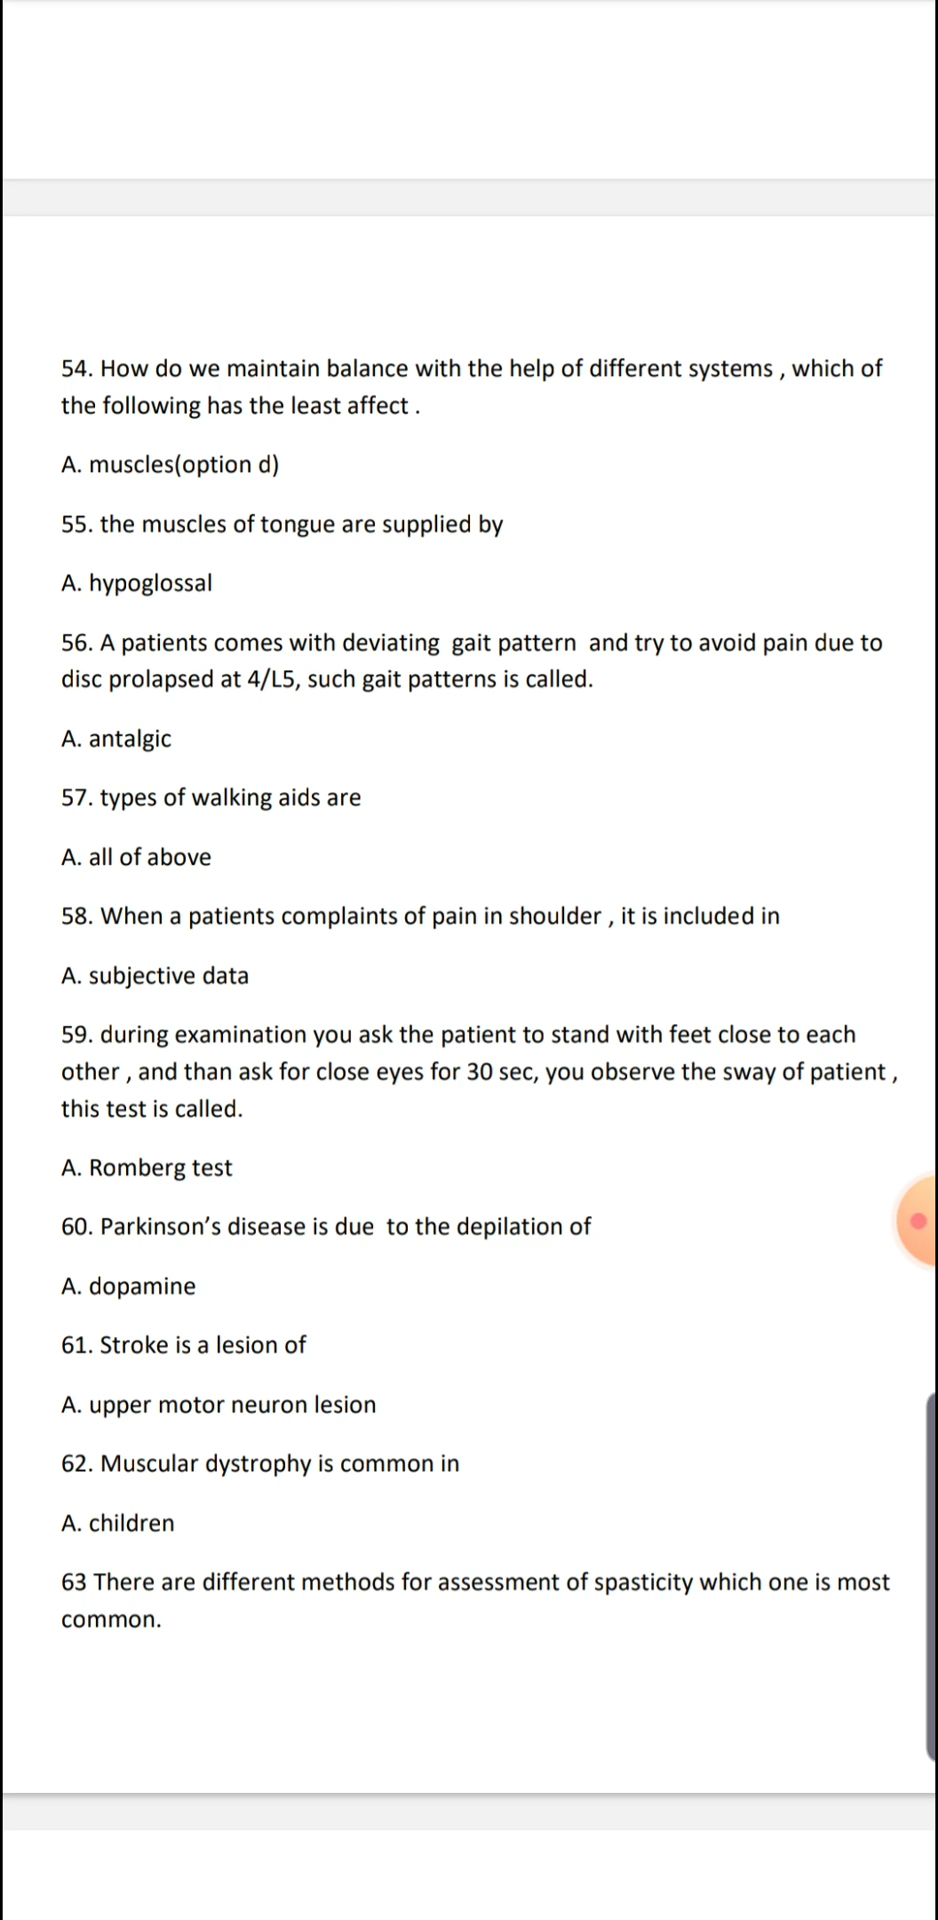 54. How do we maintain balance with the help of different systems , which of
the following has the least affect .
A. muscles(option d)
55. the muscles of tongue are supplied by
A. hypoglossal
56. A patients comes with deviating  gait pattern  and try to avoid pain due to
disc prolapsed at 4/L5, such gait patterns is called.
A. antalgic
57. types of walking aids are
A. all of above
58. When a patients complaints of pain in shoulder , it is included in
A. subjective data
59. during examination you ask the patient to stand with feet close to each
other , and than ask for close eyes for 30 sec, you observe the sway of patient ,
this test is called.
A. Romberg test
60. Parkinson’s disease is due  to the depilation of
A. dopamine
61. Stroke is a lesion of
A. upper motor neuron lesion
62. Muscular dystrophy is common in
A. children
63 There are different methods for assessment of spasticity which one is most
common.